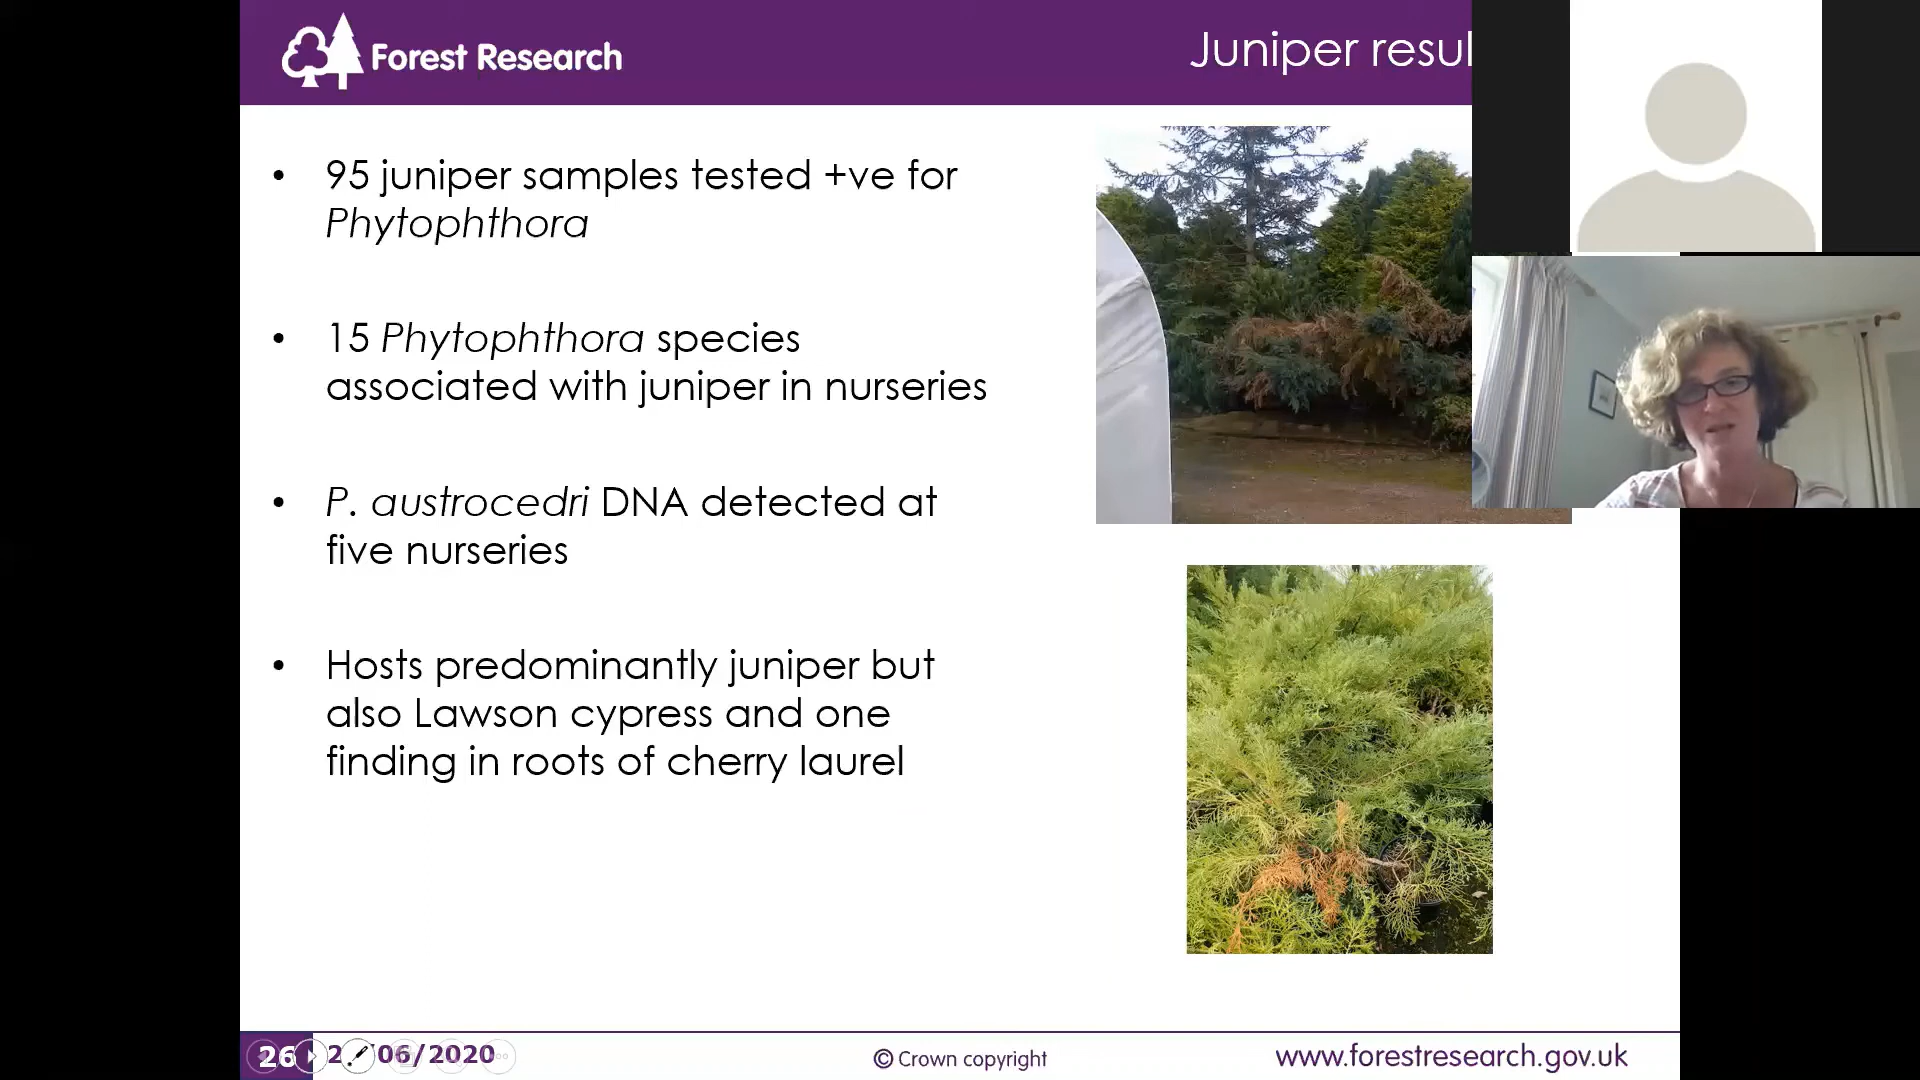 Forest Research
Juniper resul
• 95 juniper samples tested +ve for
Phytophthora
• 15 Phytophthora species
associated with juniper in nurseries
• P. austrocedri DNA detected at
five nurseries
• Hosts predominantly juniper but
also Lawson cypress and one
finding in roots of cherry laurel
26
/06/2020
© Crown copyright
www.forestresearch.gov.uk